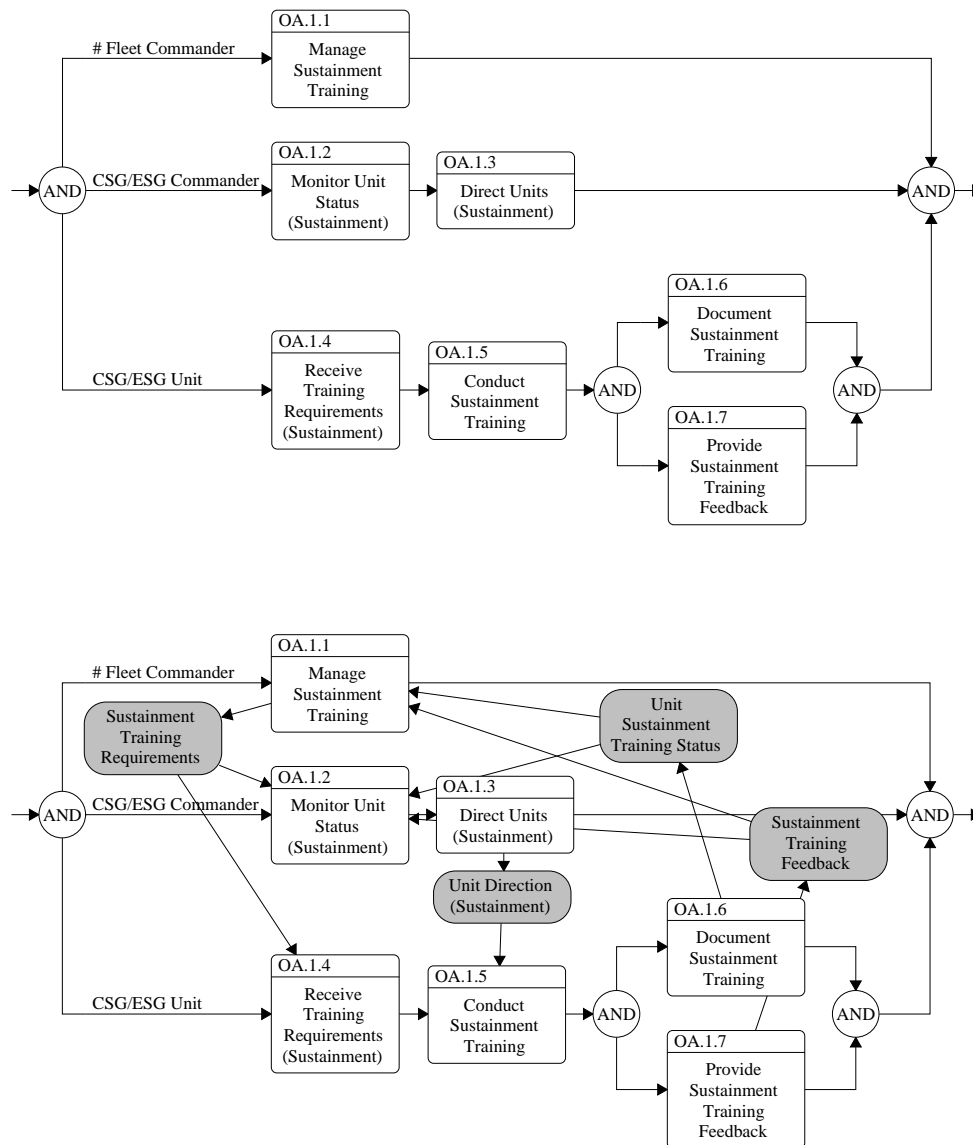 OA.1.1
# Fleet Commander
Manage
Sustainment
Training
OA.1.2
OA.1.3
AND
CSG/ESG Commander
Monitor Unit
Status
(Sustainment)
Direct Units
(Sustainment)
AND
OA.1.6
Document
Sustainment
Training
OA.1.4
OA.1.5
CSG/ESG Unit
Receive
Training
Requirements
(Sustainment)
Conduct
Sustainment
Training
AND
AND
OA.1.7
Provide
Sustainment
Training
Feedback
OA.1.1
# Fleet Commander
Manage
Sustainment
Training
Sustainment
Training
Requirements
Unit
Sustainment
Training Status
OA.1.2
OA.1.3
AND
CSG/ESG Commander
Monitor Unit
Status
(Sustainment)
Direct Units
(Sustainment)
Sustainment
Training
Feedback
AND
Unit Direction
(Sustainment)
OA.1.6
Document
Sustainment
Training
OA.1.4
OA.1.5
CSG/ESG Unit
Receive
Training
Requirements
(Sustainment)
Conduct
Sustainment
Training
AND
AND
OA.1.7
Provide
Sustainment
Training
Feedback